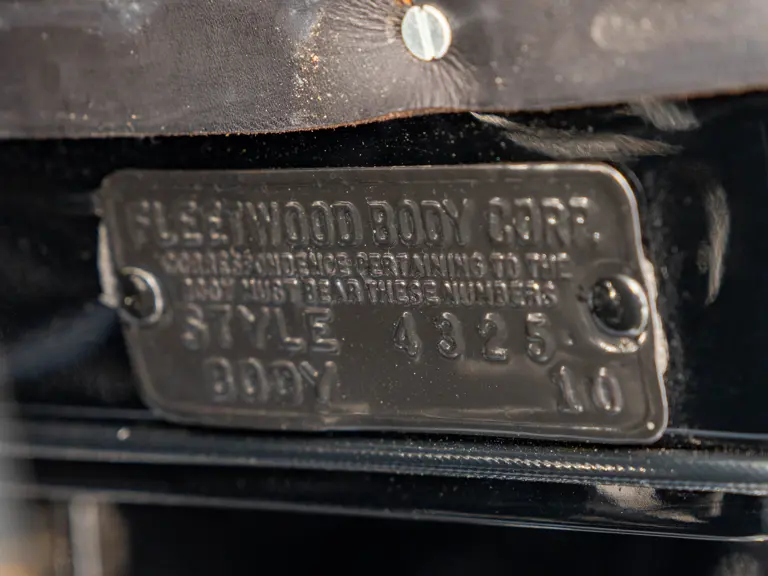 FLEETWOOD BODY CORP.
CORRESPONDENCE PERTAINING TO THE
BODY MUST BEAR THESE NUMBERS
STYLE 4325
BODY 10